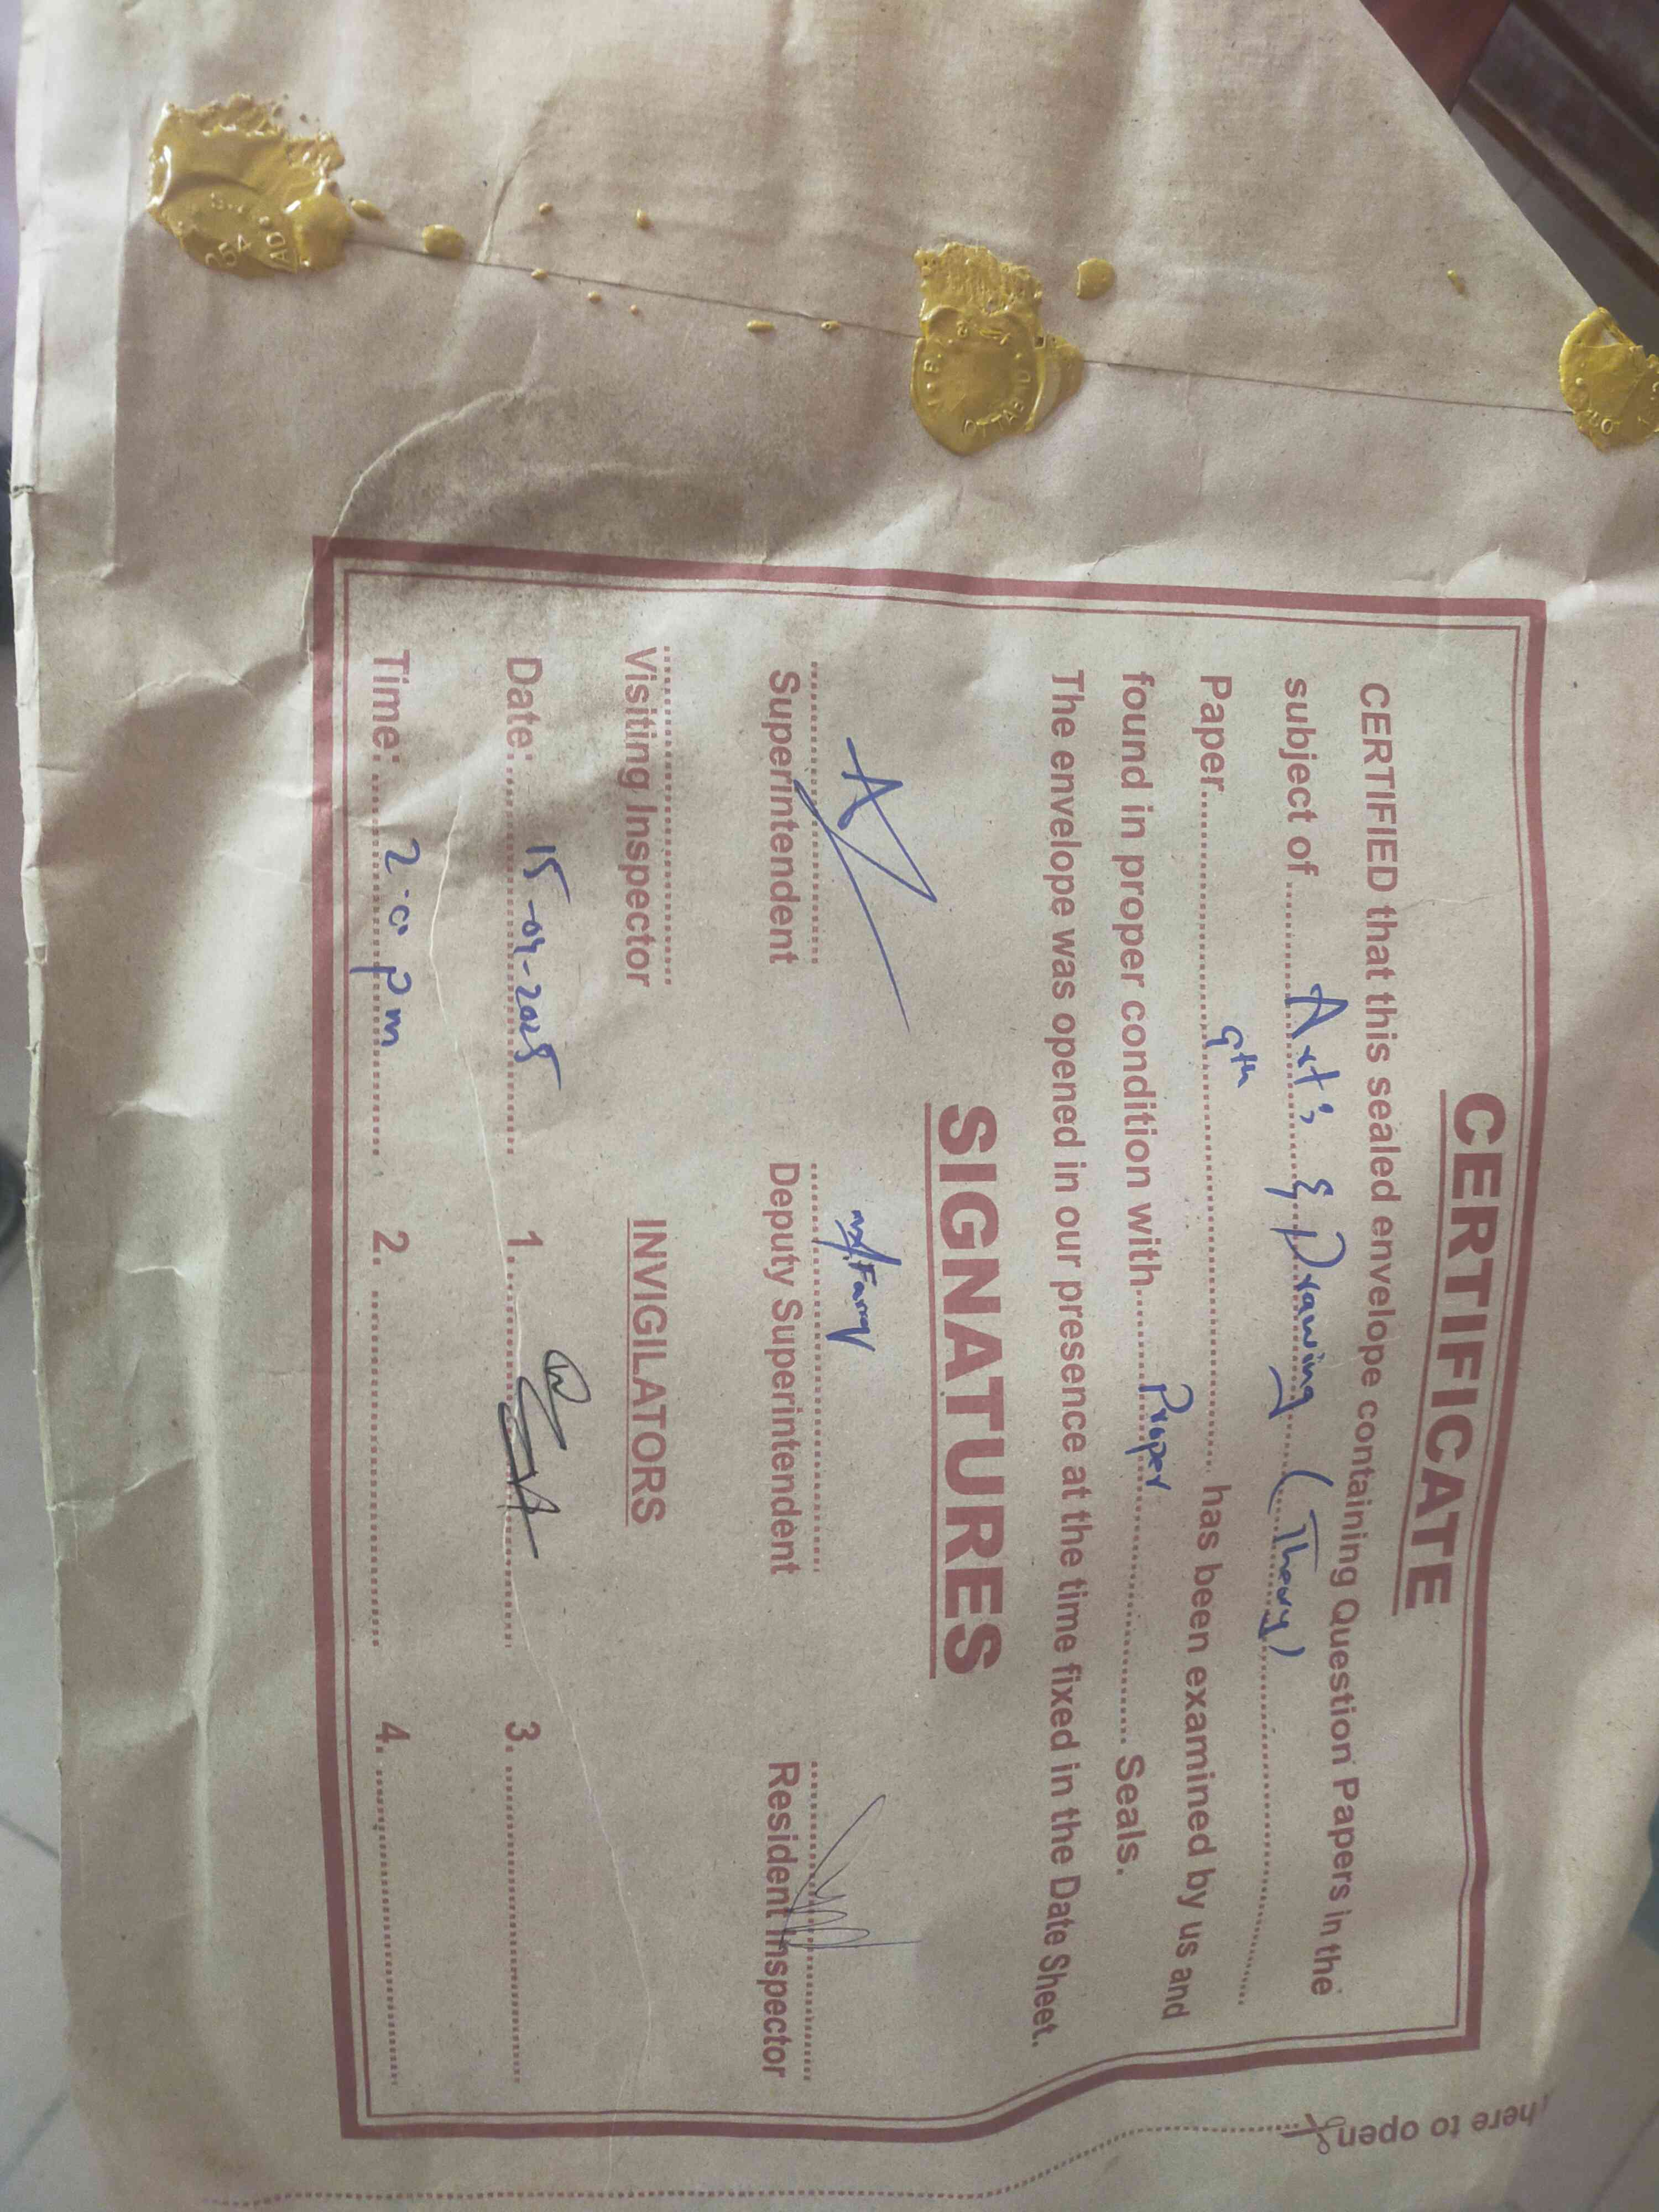 CERTIFICATE
CERTIFIED that this sealed envelope containing Question Papers in the
subject of Art's & Drawing (Theory)
Paper 9th has been examined by us and
found in proper condition with Proper Seals.
The envelope was opened in our presence at the time fixed in the Date Sheet.
SIGNATURES
Superintendent Deputy Superintendent Resident Inspector
Visiting Inspector INVIGILATORS
Date: 15-04-2025 1. 3.
Time: 2:00 pm 2. 4.
here to open